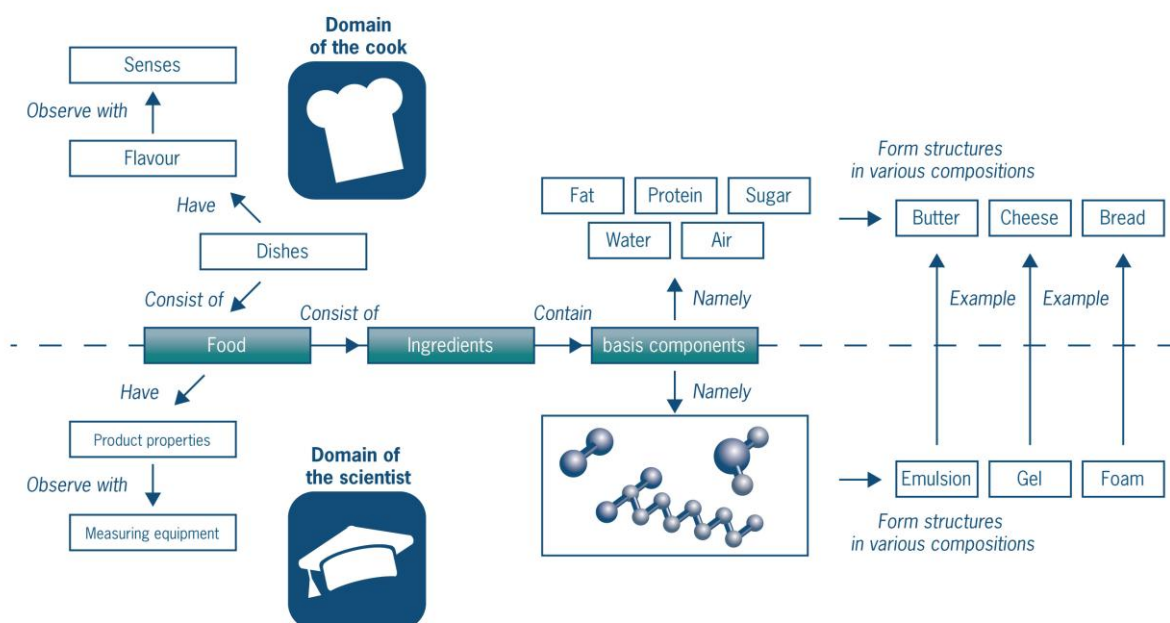 Domain
of the cook
Senses
Observe with
Flavour
Have
Dishes
Consist of
Consist of
Contain
Food
Ingredients
basis components
Fat
Protein
Sugar
Water
Air
Namely
Form structures
in various compositions
Butter
Cheese
Bread
Example
Example
Have
Product properties
Observe with
Measuring equipment
Domain of
the scientist
Namely
Emulsion
Gel
Foam
Form structures
in various compositions